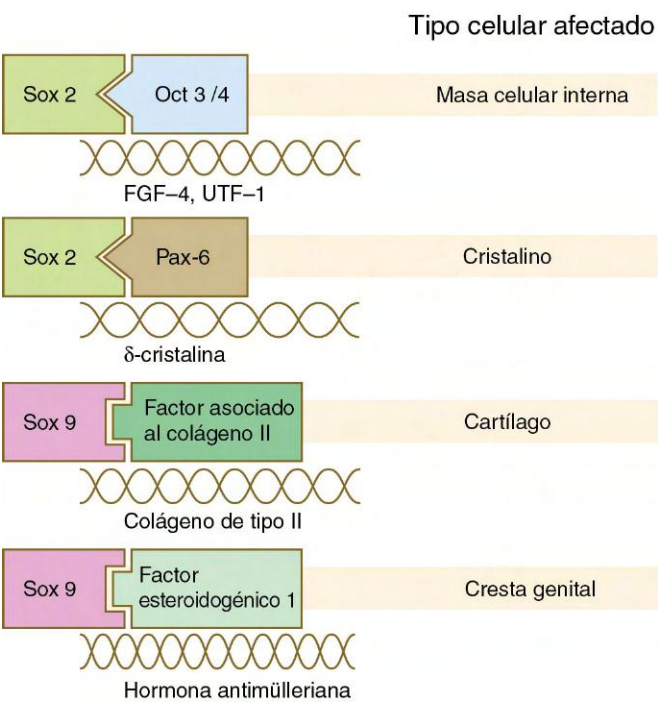 Tipo celular afectado
Sox 2
Oct 3 /4
Masa celular interna
FGF–4, UTF–1
Sox 2
Pax-6
Cristalino
δ-cristalina
Sox 9
Factor asociado
al colágeno II
Cartílago
Colágeno de tipo II
Sox 9
Factor
esteroidogénico 1
Cresta genital
Hormona antimülleriana